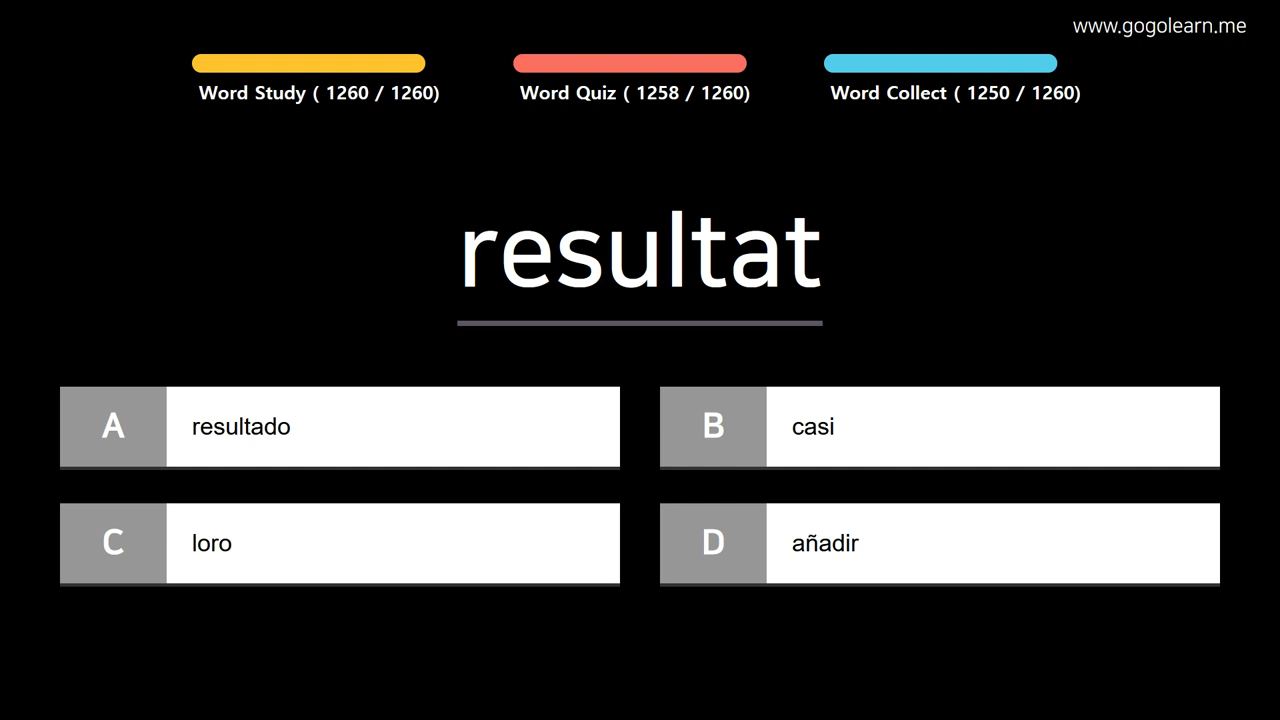 www.gogolearn.me
Word Study ( 1260 / 1260)
Word Quiz ( 1258 / 1260)
Word Collect ( 1250 / 1260)
resultat
A resultado
B casi
C loro
D añadir